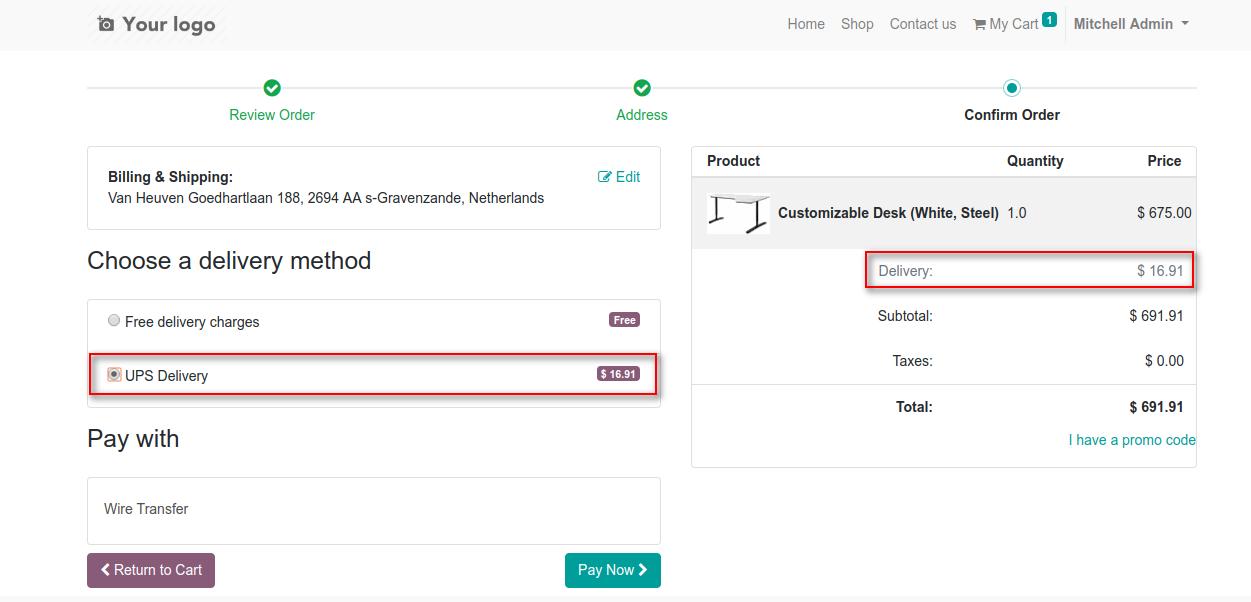 Your logo
Home Shop Contact us My Cart 1 Mitchell Admin
Review Order Address Confirm Order
Billing & Shipping: Edit
Van Heuven Goedhartlaan 188, 2694 AA s-Gravenzande, Netherlands
Choose a delivery method
Free delivery charges Free
UPS Delivery $ 16.91
Pay with
Wire Transfer
Return to Cart Pay Now
Product Quantity Price
Customizable Desk (White, Steel) 1.0 $ 675.00
Delivery: $ 16.91
Subtotal: $ 691.91
Taxes: $ 0.00
Total: $ 691.91
I have a promo code